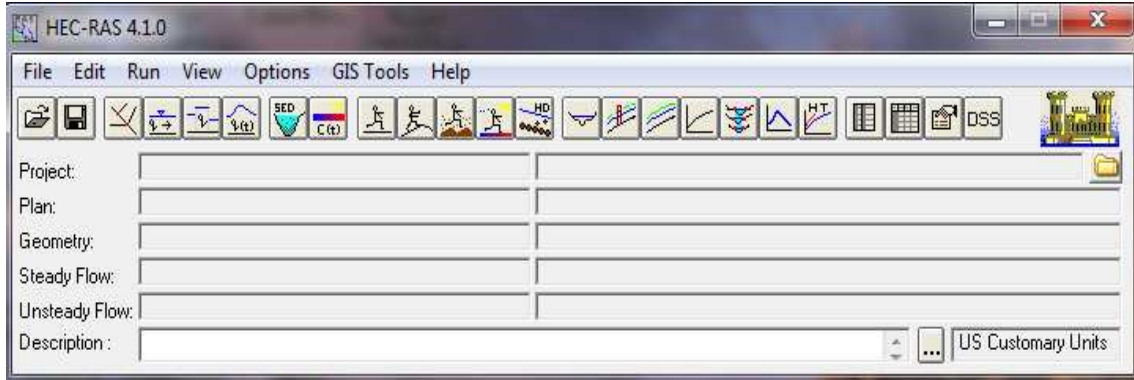 HEC-RAS 4.1.0
File Edit Run View Options GIS Tools Help
SED C(t) HD HT DSS
Project:
Plan:
Geometry:
Steady Flow:
Unsteady Flow:
Description : ... US Customary Units